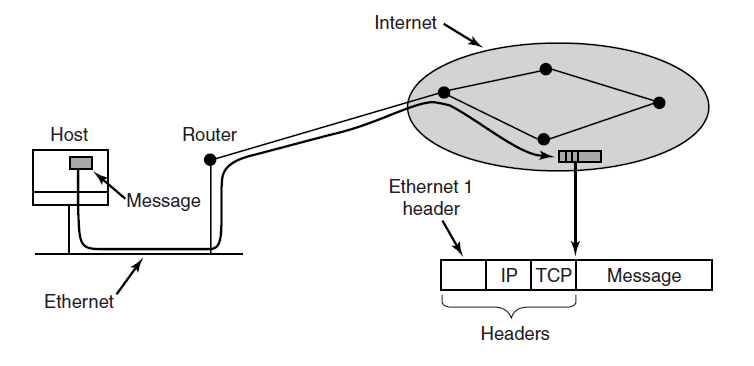 Internet
Host
Router
Message
Ethernet 1
header
IP
TCP
Message
Ethernet
Headers